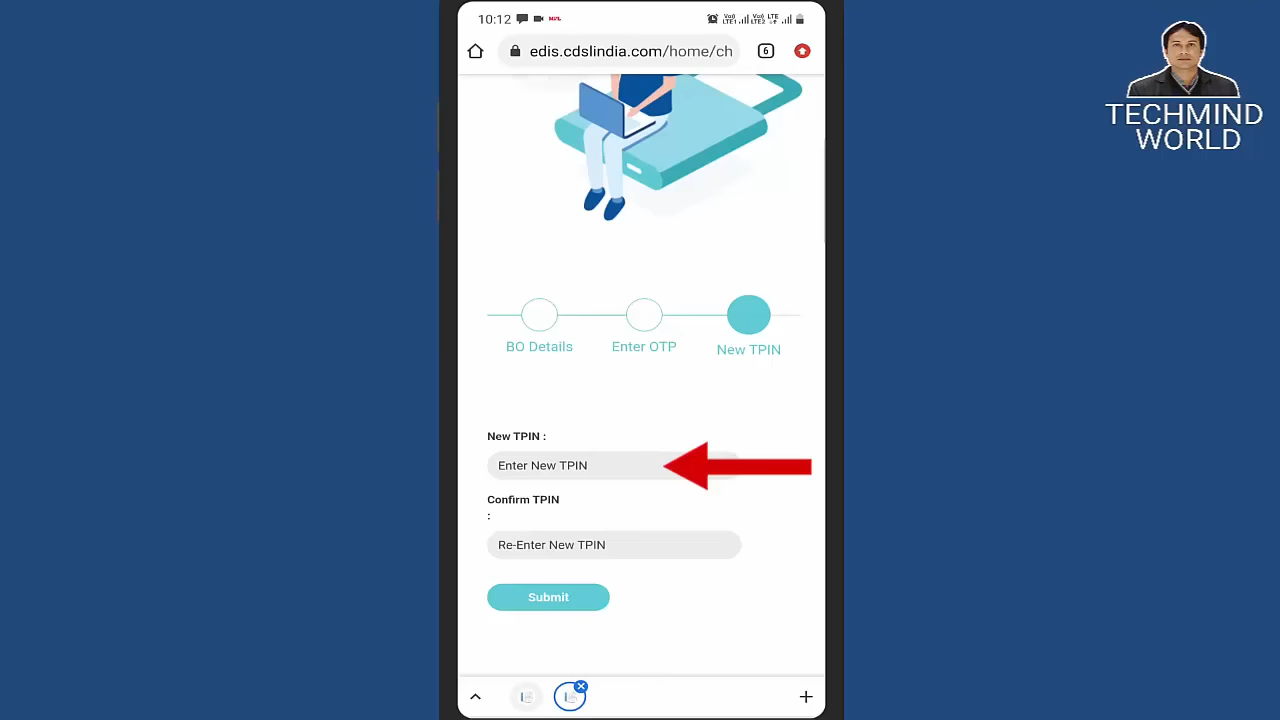 10:12
edis.cdslindia.com/home/ch
6
TECHMIND
WORLD
BO Details
Enter OTP
New TPIN
New TPIN :
Enter New TPIN
Confirm TPIN
:
Re-Enter New TPIN
Submit